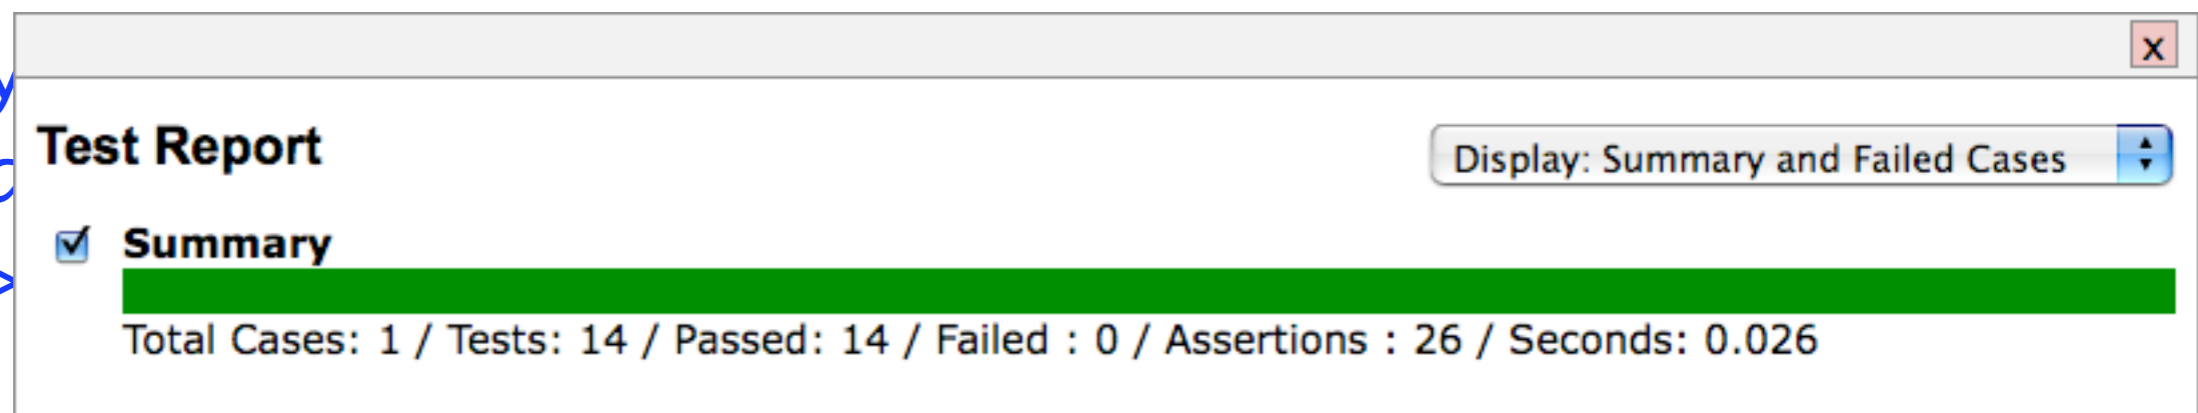 x
Test Report
Display: Summary and Failed Cases
Summary
Total Cases: 1 / Tests: 14 / Passed: 14 / Failed : 0 / Assertions : 26 / Seconds: 0.026